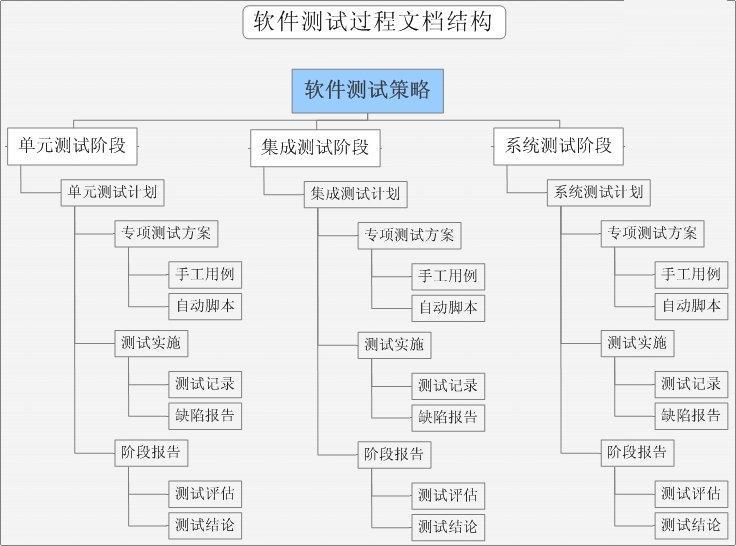 软件测试过程文档结构
软件测试策略
单元测试阶段
单元测试计划
专项测试方案
手工用例
自动脚本
测试实施
测试记录
缺陷报告
阶段报告
测试评估
测试结论
集成测试阶段
集成测试计划
专项测试方案
手工用例
自动脚本
测试实施
测试记录
缺陷报告
阶段报告
测试评估
测试结论
系统测试阶段
系统测试计划
专项测试方案
手工用例
自动脚本
测试实施
测试记录
缺陷报告
阶段报告
测试评估
测试结论